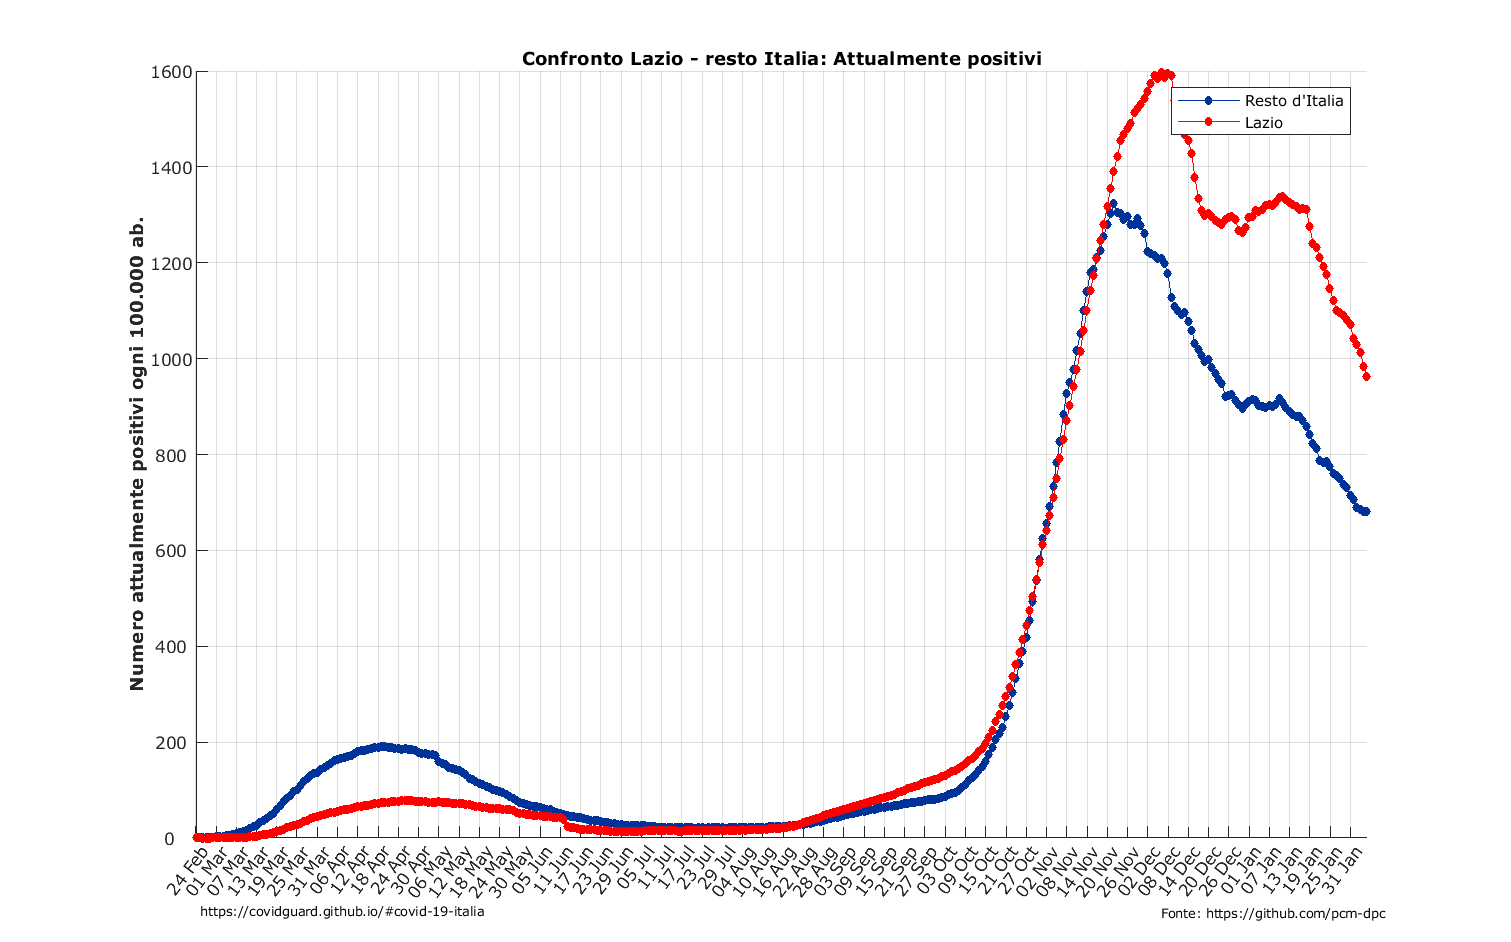 Confronto Lazio - resto Italia: Attualmente positivi
Numero attualmente positivi ogni 100.000 ab.
1600
1400
1200
1000
800
600
400
200
0
Resto d'Italia
Lazio
24 Feb
01 Mar
07 Mar
13 Mar
19 Mar
25 Mar
31 Mar
06 Apr
12 Apr
18 Apr
24 Apr
30 Apr
06 May
12 May
18 May
24 May
30 May
05 Jun
11 Jun
17 Jun
23 Jun
29 Jun
05 Jul
11 Jul
17 Jul
23 Jul
29 Jul
04 Aug
10 Aug
16 Aug
22 Aug
28 Aug
03 Sep
09 Sep
15 Sep
21 Sep
27 Sep
03 Oct
09 Oct
15 Oct
21 Oct
27 Oct
02 Nov
08 Nov
14 Nov
20 Nov
26 Nov
02 Dec
08 Dec
14 Dec
20 Dec
26 Dec
01 Jan
07 Jan
13 Jan
19 Jan
25 Jan
31 Jan
https://covidguard.github.io/#covid-19-italia
Fonte: https://github.com/pcm-dpc